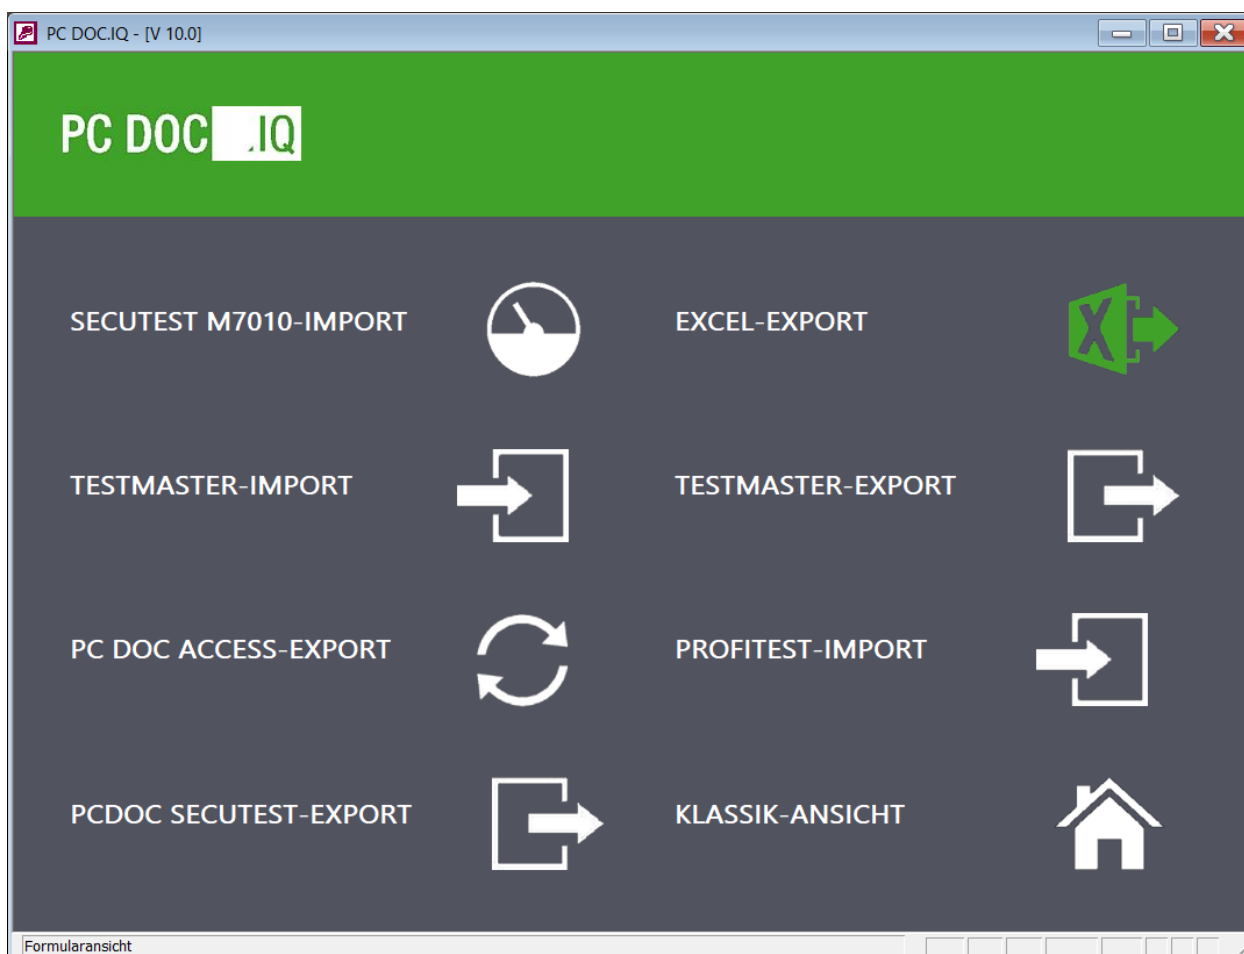 PC DOC.IQ - [V 10.0]
PC DOC .IQ
SECUTEST M7010-IMPORT
EXCEL-EXPORT
TESTMASTER-IMPORT
TESTMASTER-EXPORT
PC DOC ACCESS-EXPORT
PROFITEST-IMPORT
PCDOC SECUTEST-EXPORT
KLASSIK-ANSICHT
Formularansicht